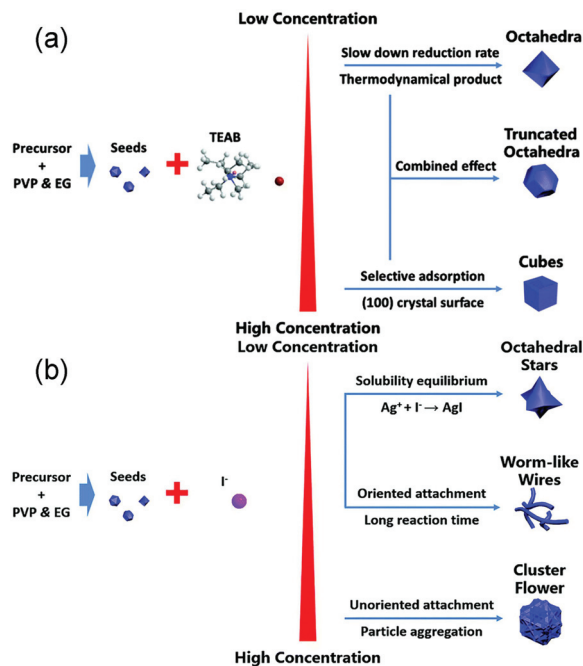 (a)
Low Concentration
Precursor
+
PVP & EG
Seeds
TEAB
Slow down reduction rate
Thermodynamical product
Octahedra
Combined effect
Truncated
Octahedra
Selective adsorption
(100) crystal surface
Cubes
High Concentration
(b)
Low Concentration
Precursor
+
PVP & EG
Seeds
I⁻
Solubility equilibrium
Ag⁺ + I⁻ → AgI
Octahedral
Stars
Oriented attachment
Long reaction time
Worm-like
Wires
Unoriented attachment
Particle aggregation
Cluster
Flower
High Concentration